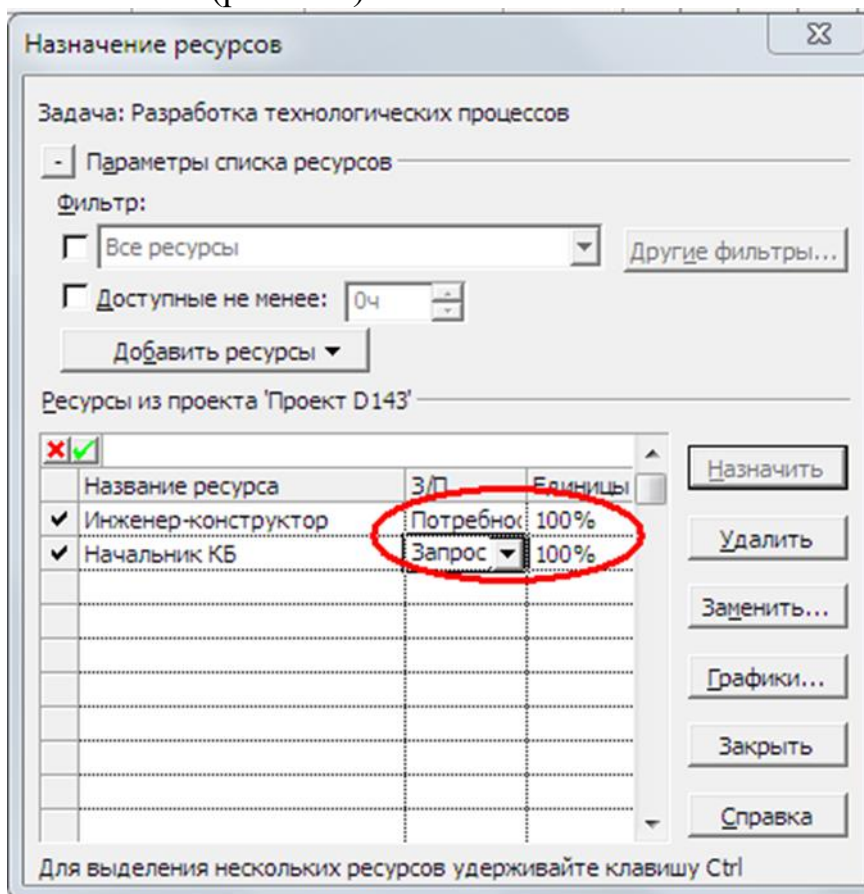 Назначение ресурсов
Задача: Разработка технологических процессов
- Параметры списка ресурсов
Фильтр:
Все ресурсы Другие фильтры...
Доступные не менее: 0ч
Добавить ресурсы
Ресурсы из проекта 'Проект D143'
Название ресурса З/П Единицы Назначить
Инженер-конструктор Потребнос 100%
Начальник КБ Запрос 100% Удалить
Заменить...
Графики...
Закрыть
Справка
Для выделения нескольких ресурсов удерживайте клавишу Ctrl